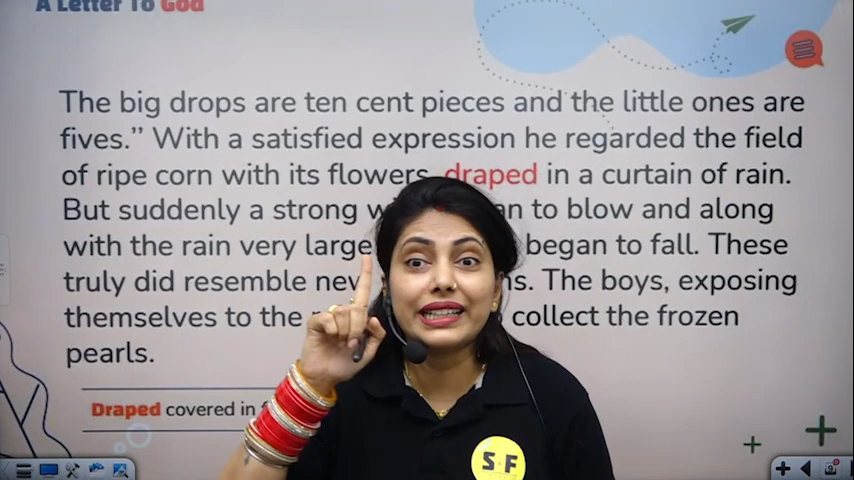 A Letter To God
The big drops are ten cent pieces and the little ones are
fives.” With a satisfied expression he regarded the field
of ripe corn with its flowers, draped in a curtain of rain.
But suddenly a strong an to blow and along
with the rain very large began to fall. These
truly did resemble new ns. The boys, exposing
themselves to the collect the frozen
pearls.
Draped covered in
S F